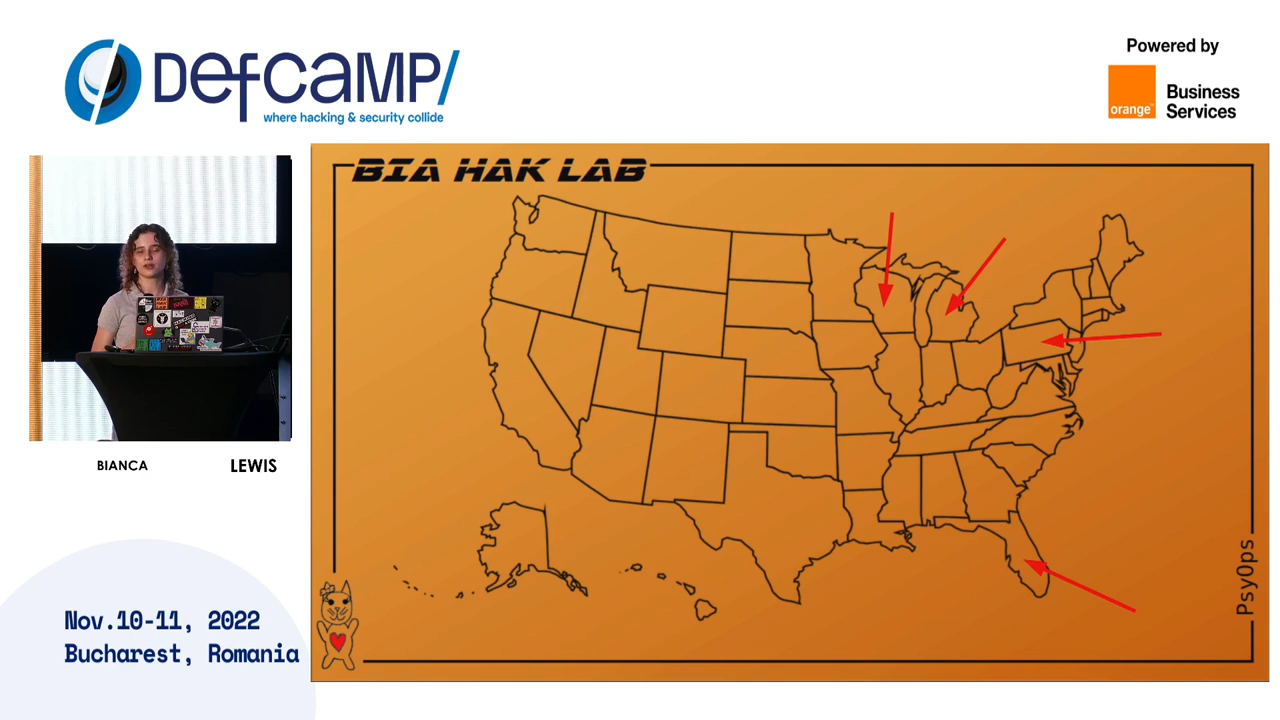 DefCamp/
where hacking & security collide
Powered by
orange™
Business
Services
BIA HAK LAB
BIANCA LEWIS
PsyOps
Nov.10-11, 2022
Bucharest, Romania